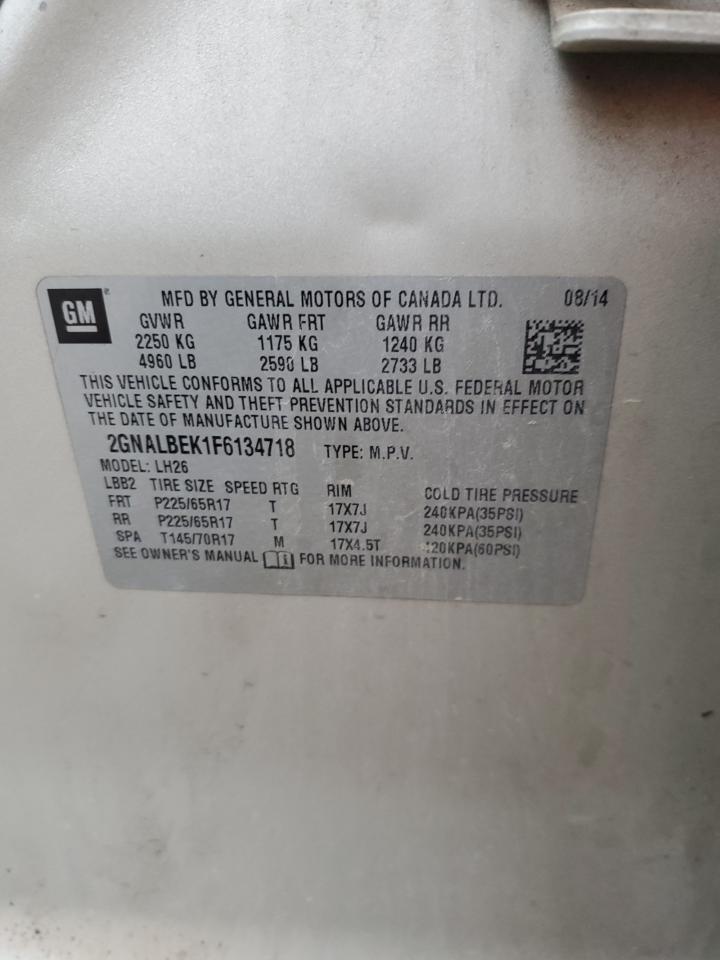 GM MFD BY GENERAL MOTORS OF CANADA LTD. 08/14
GVWR GAWR FRT GAWR RR
2250 KG 1175 KG 1240 KG
4960 LB 2590 LB 2733 LB
THIS VEHICLE CONFORMS TO ALL APPLICABLE U.S. FEDERAL MOTOR
VEHICLE SAFETY AND THEFT PREVENTION STANDARDS IN EFFECT ON
THE DATE OF MANUFACTURE SHOWN ABOVE.
2GNALBEK1F6134718 TYPE: M.P.V.
MODEL: LH26
LBB2 TIRE SIZE SPEED RTG RIM COLD TIRE PRESSURE
FRT P225/65R17 T 17X7J 240KPA(35PSI)
RR P225/65R17 T 17X7J 240KPA(35PSI)
SPA T145/70R17 M 17X4.5T 420KPA(60PSI)
SEE OWNER'S MANUAL FOR MORE INFORMATION.